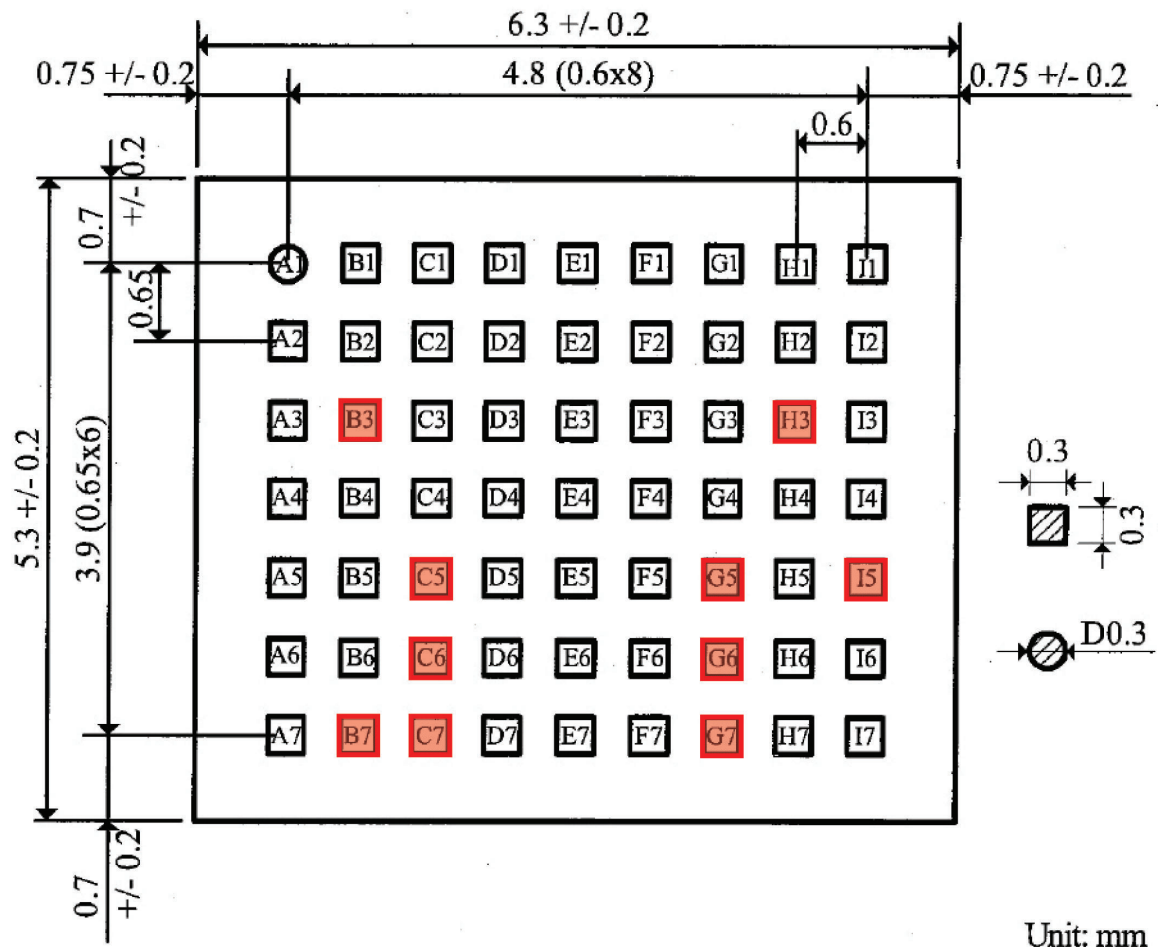 6.3 +/- 0.2
0.75 +/- 0.2
4.8 (0.6x8)
0.75 +/- 0.2
0.6
0.7
+/- 0.2
0.65
5.3 +/- 0.2
3.9 (0.65x6)
A1 B1 C1 D1 E1 F1 G1 H1 I1
A2 B2 C2 D2 E2 F2 G2 H2 I2
A3 B3 C3 D3 E3 F3 G3 H3 I3
A4 B4 C4 D4 E4 F4 G4 H4 I4
A5 B5 C5 D5 E5 F5 G5 H5 I5
A6 B6 C6 D6 E6 F6 G6 H6 I6
A7 B7 C7 D7 E7 F7 G7 H7 I7
0.3
0.3
D0.3
0.7
+/- 0.2
Unit: mm